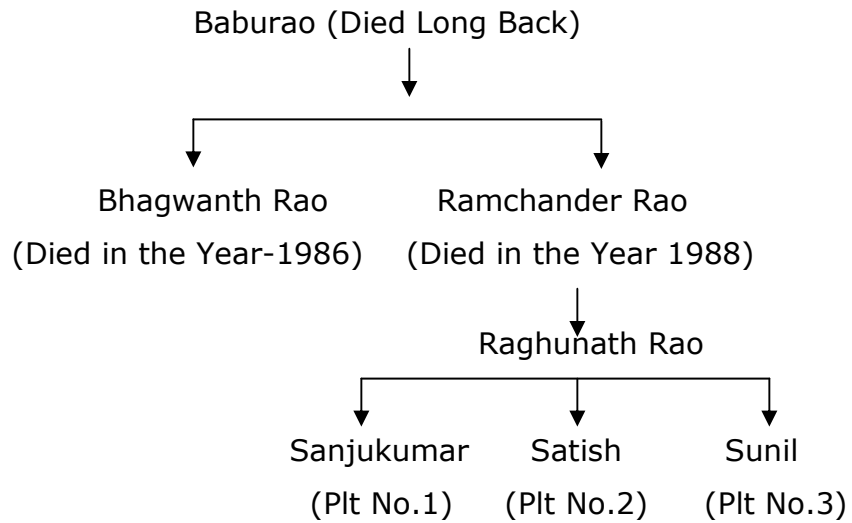 Baburao (Died Long Back)
Bhagwanth Rao Ramchander Rao
(Died in the Year-1986) (Died in the Year 1988)
Raghunath Rao
Sanjukumar Satish Sunil
(Plt No.1) (Plt No.2) (Plt No.3)